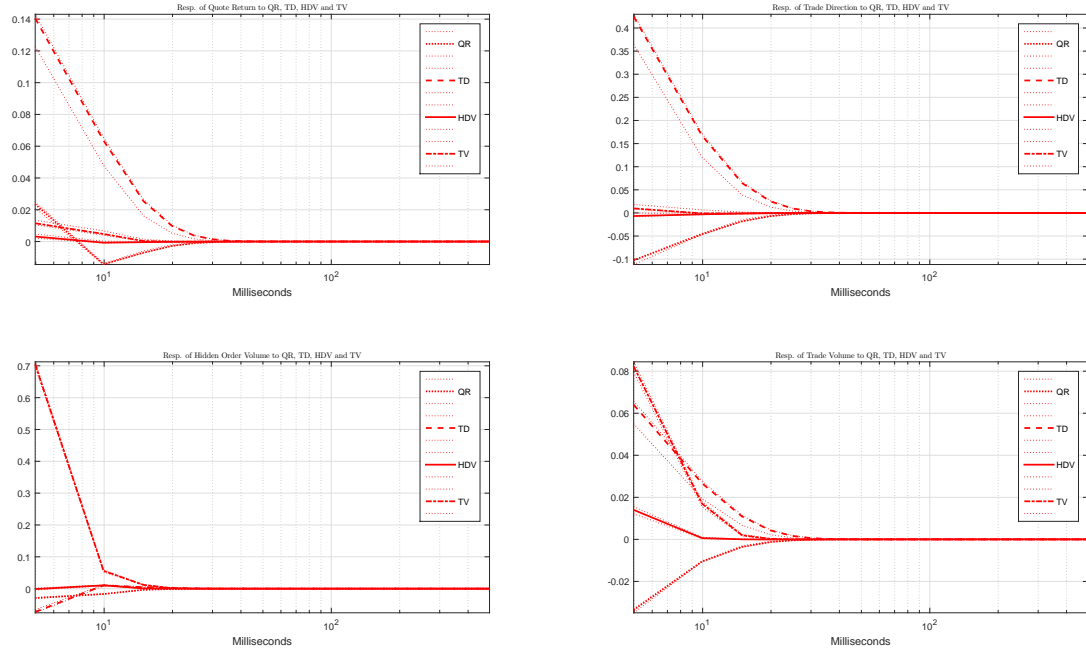 Resp. of Quote Return to QR, TD, HDV and TV
0.14
0.12
0.1
0.08
0.06
0.04
0.02
0
10^1
10^2
Milliseconds
QR
TD
HDV
TV
Resp. of Trade Direction to QR, TD, HDV and TV
0.4
0.35
0.3
0.25
0.2
0.15
0.1
0.05
0
-0.05
-0.1
10^1
10^2
Milliseconds
QR
TD
HDV
TV
Resp. of Hidden Order Volume to QR, TD, HDV and TV
0.7
0.6
0.5
0.4
0.3
0.2
0.1
0
10^1
10^2
Milliseconds
QR
TD
HDV
TV
Resp. of Trade Volume to QR, TD, HDV and TV
0.08
0.06
0.04
0.02
0
-0.02
10^1
10^2
Milliseconds
QR
TD
HDV
TV